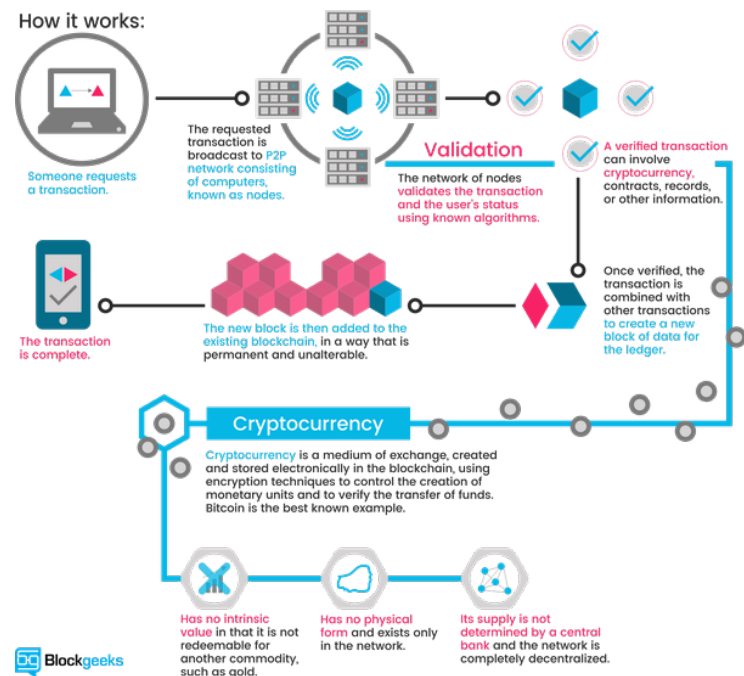 How it works:
Someone requests
a transaction.
The requested
transaction is
broadcast to P2P
network consisting
of computers,
known as nodes.
Validation
The network of nodes
validates the transaction
and the user's status
using known algorithms.
A verified transaction
can involve
cryptocurrency,
contracts, records,
or other information.
Once verified, the
transaction is
combined with
other transactions
to create a new
block of data for
the ledger.
The new block is then added to the
existing blockchain, in a way that is
permanent and unalterable.
The transaction
is complete.
Cryptocurrency
Cryptocurrency is a medium of exchange, created
and stored electronically in the blockchain, using
encryption techniques to control the creation of
monetary units and to verify the transfer of funds.
Bitcoin is the best known example.
Has no intrinsic
value in that it is not
redeemable for
another commodity,
such as gold.
Has no physical
form and exists only
in the network.
Its supply is not
determined by a central
bank and the network is
completely decentralized.
Blockgeeks